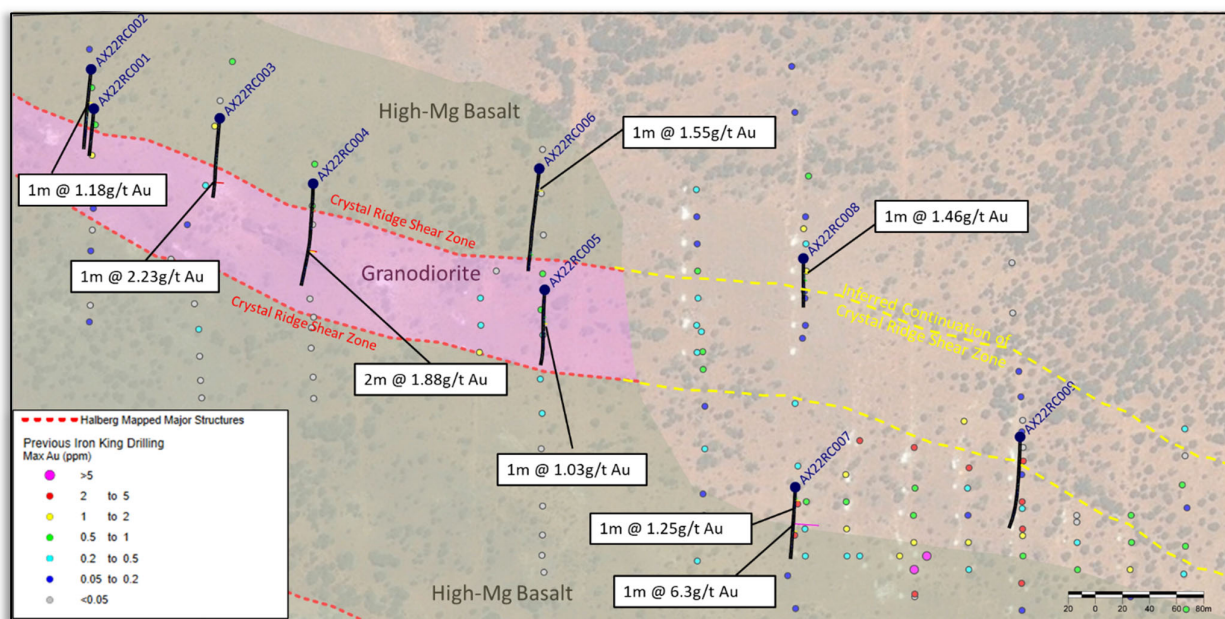 AX22RC002
AX22RC001
AX22RC003
AX22RC004
AX22RC006
High-Mg Basalt
1m @ 1.55g/t Au
1m @ 1.18g/t Au
AX22RC008
1m @ 1.46g/t Au
Crystal Ridge Shear Zone
1m @ 2.23g/t Au
Granodiorite
AX22RC005
Crystal Ridge Shear Zone
Inferred Continuation of
Crystal Ridge Shear Zone
2m @ 1.88g/t Au
AX22RC009
1m @ 1.03g/t Au
AX22RC007
1m @ 1.25g/t Au
High-Mg Basalt
1m @ 6.3g/t Au
Halberg Mapped Major Structures
Previous Iron King Drilling
Max Au (ppm)
>5
2 to 5
1 to 2
0.5 to 1
0.2 to 0.5
0.05 to 0.2
<0.05
20 0 20 40 60 80m